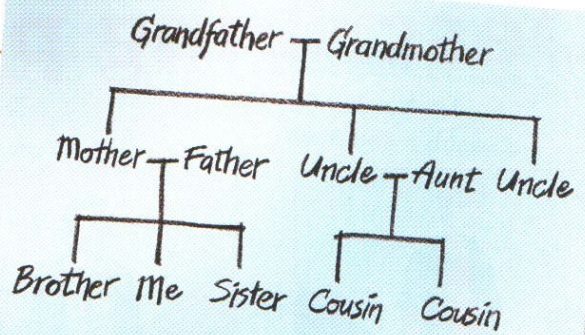 Grandfather Grandmother
Mother Father Uncle Aunt Uncle
Brother Me Sister Cousin Cousin